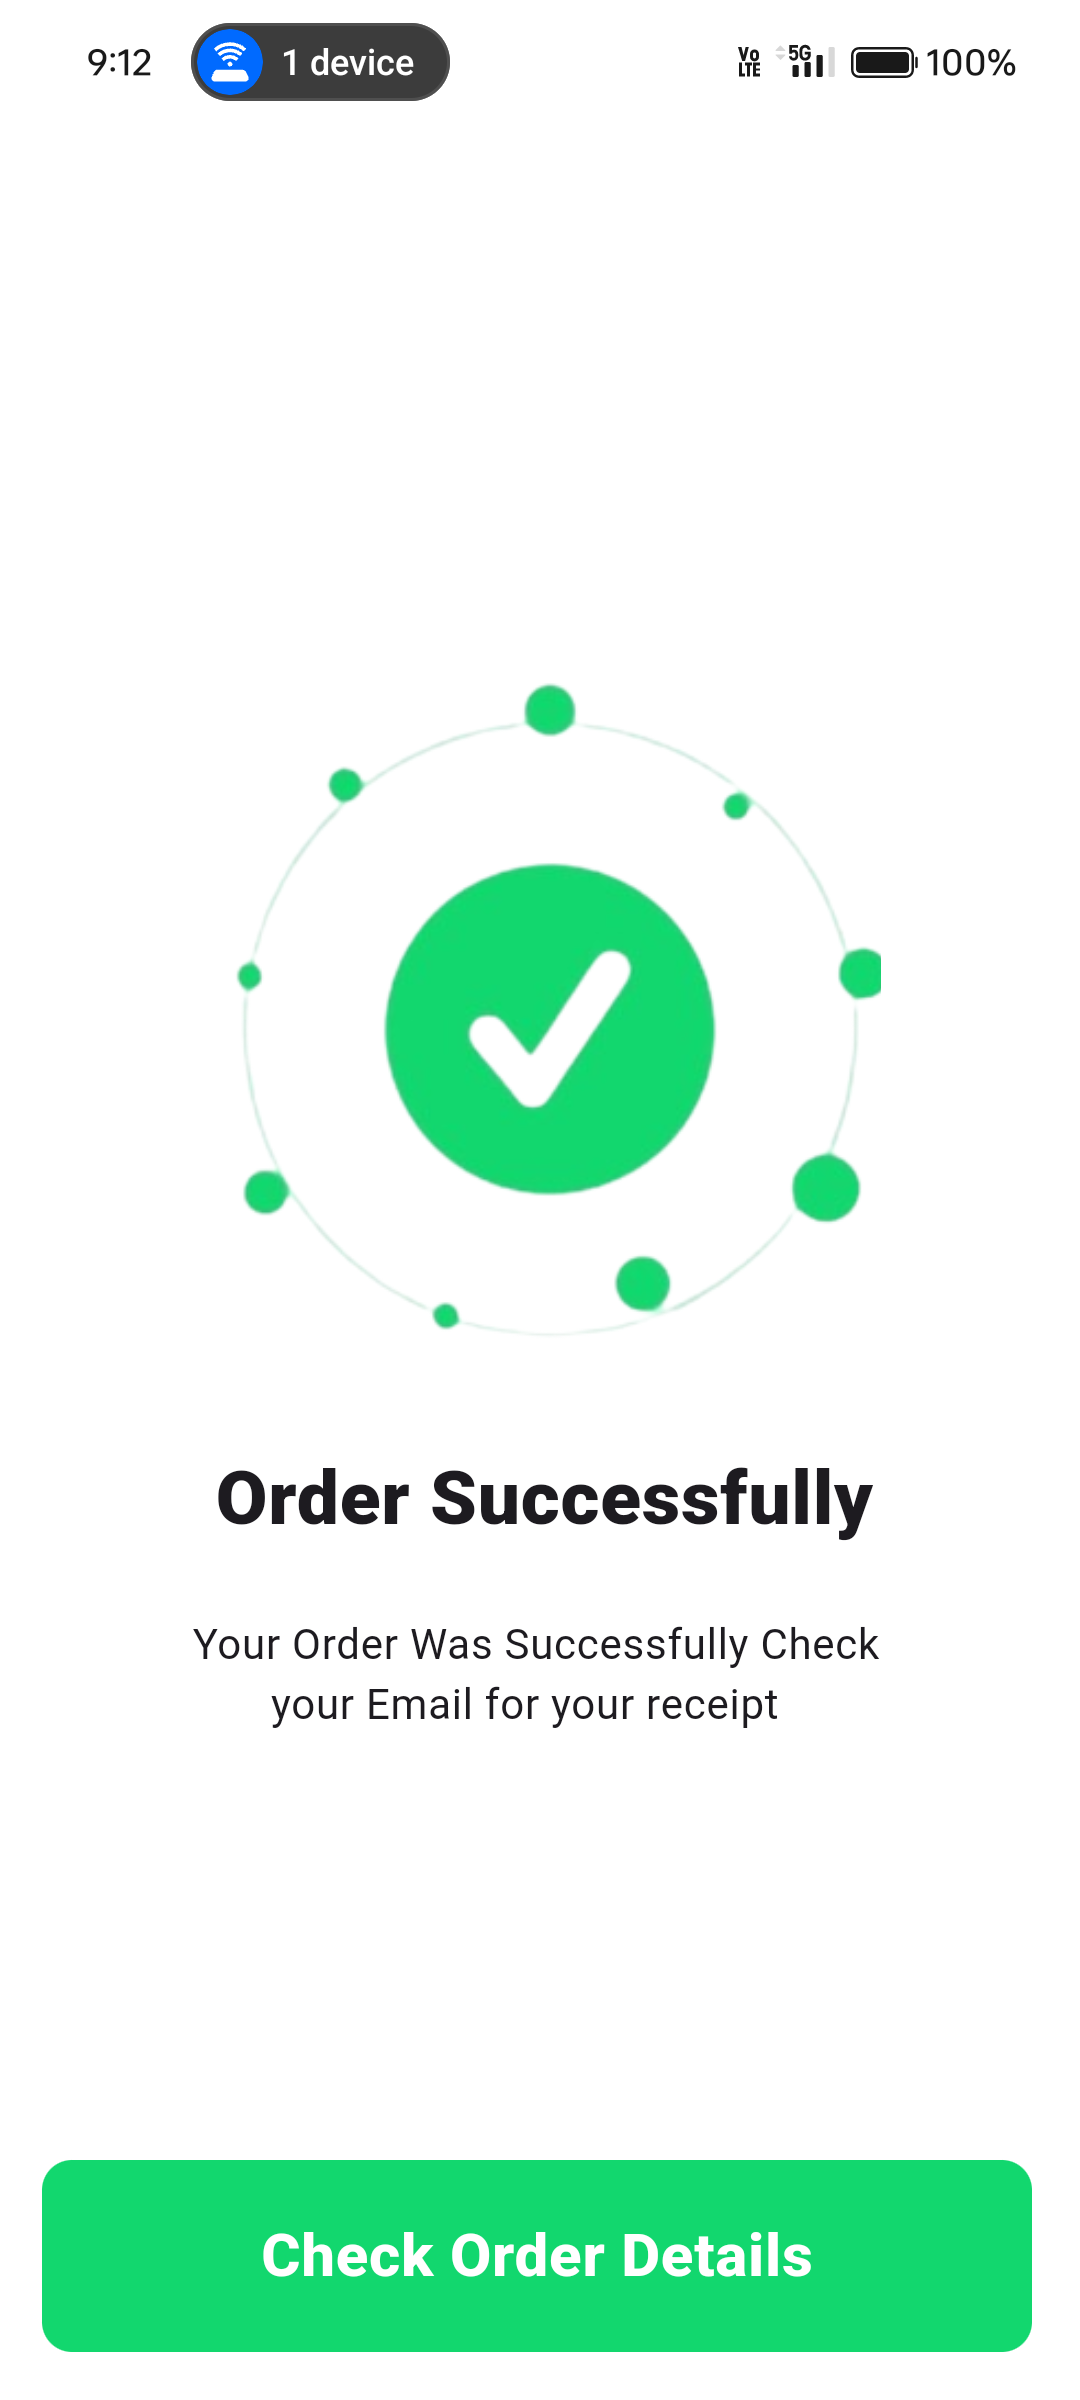 9:12
1 device
Vo
LTE
5G
100%
Order Successfully
Your Order Was Successfully Check
your Email for your receipt
Check Order Details